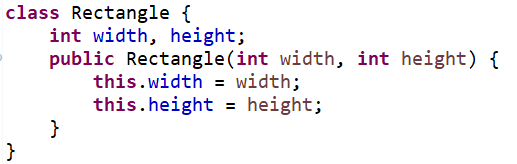 class Rectangle {
    int width, height;
    public Rectangle(int width, int height) {
        this.width = width;
        this.height = height;
    }
}